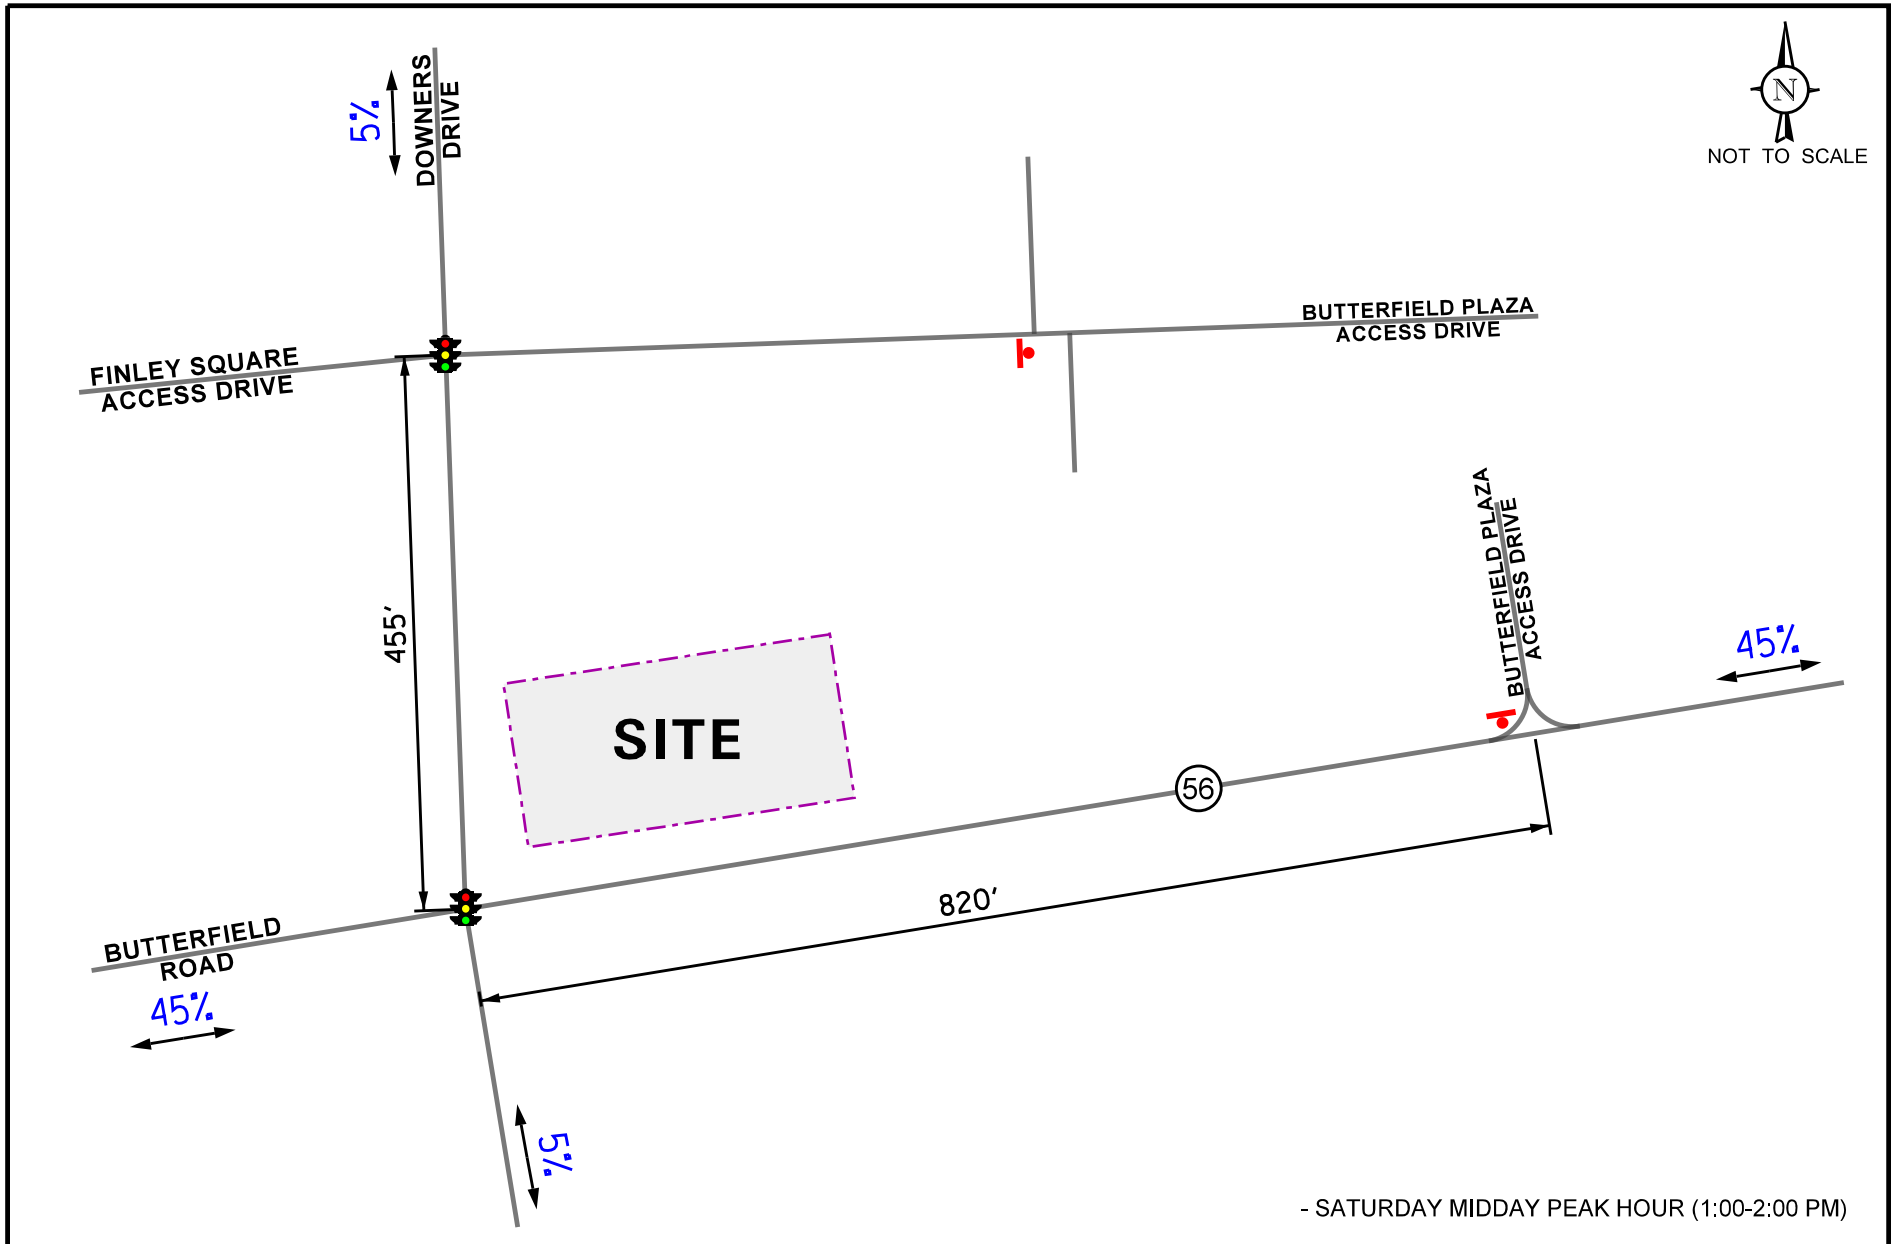 DOWNERS
DRIVE
5%
N
NOT TO SCALE
BUTTERFIELD PLAZA
ACCESS DRIVE
FINLEY SQUARE
ACCESS DRIVE
BUTTERFIELD PLAZA
ACCESS DRIVE
455'
45%
SITE
56
820'
BUTTERFIELD
ROAD
45%
5%
- SATURDAY MIDDAY PEAK HOUR (1:00-2:00 PM)